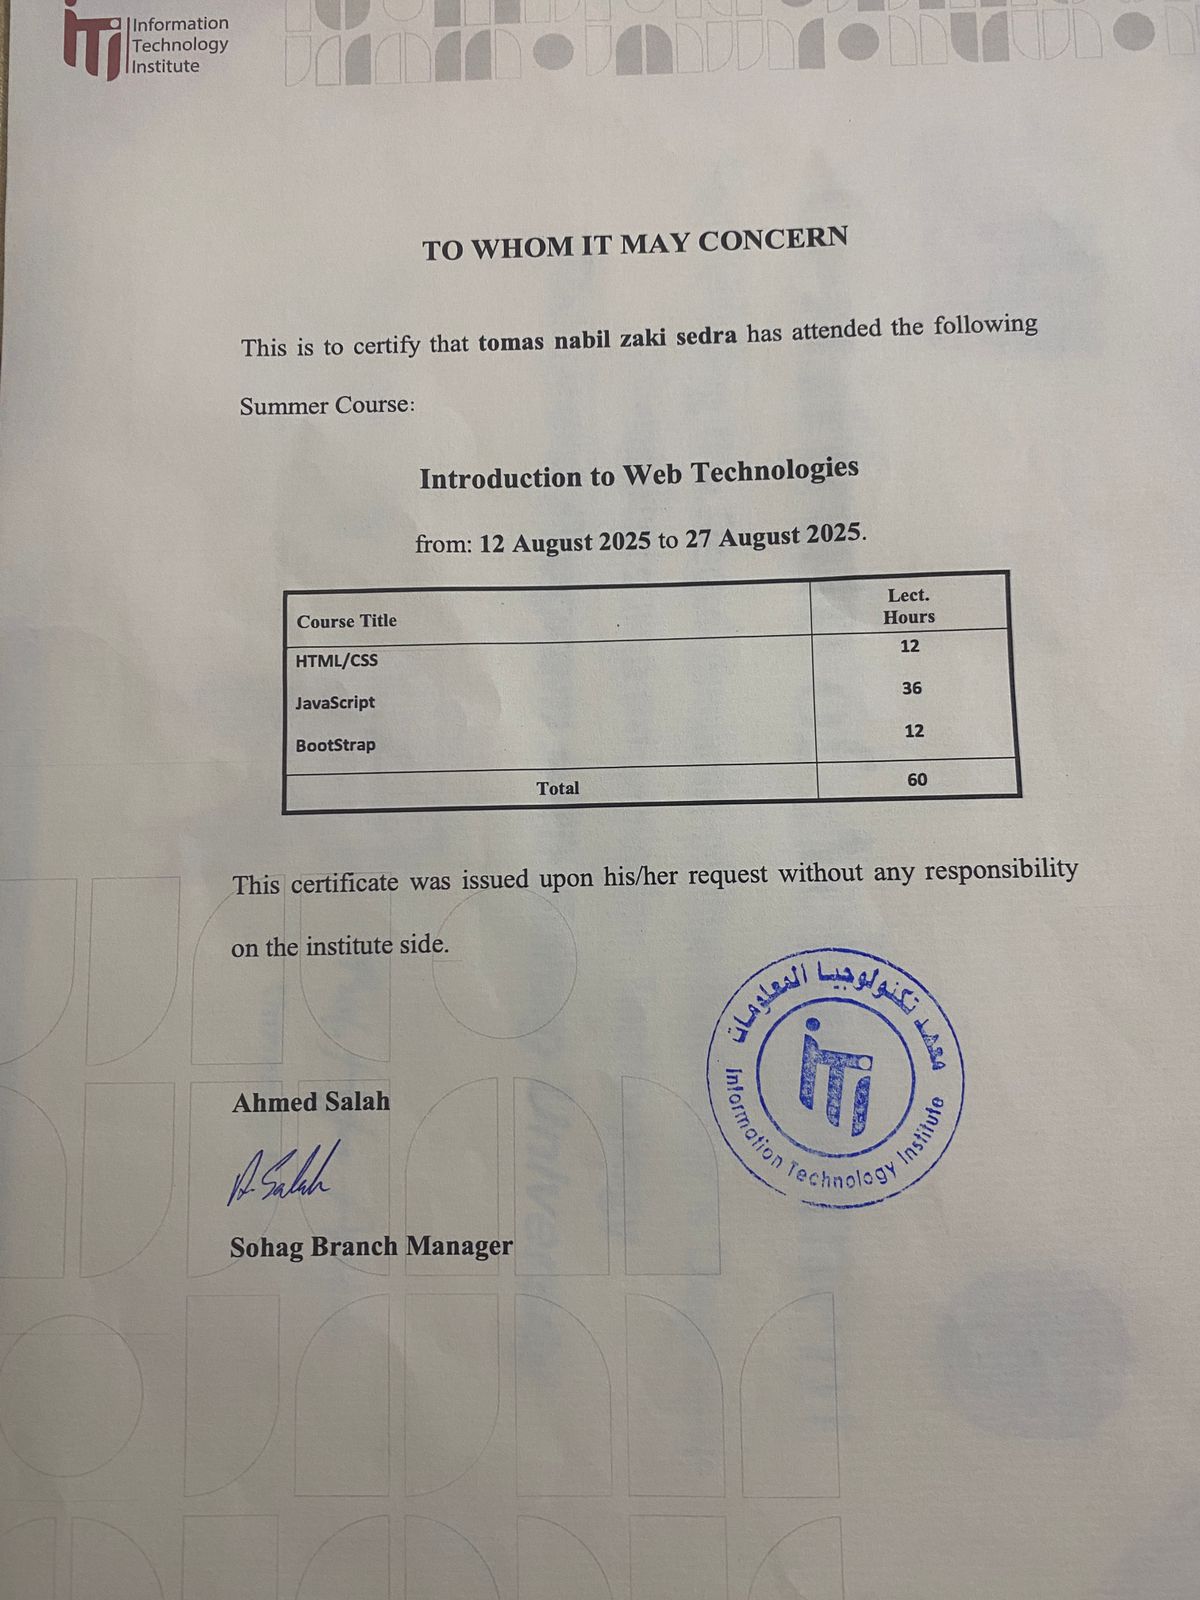 Information
Technology
Institute
TO WHOM IT MAY CONCERN
This is to certify that tomas nabil zaki sedra has attended the following
Summer Course:
Introduction to Web Technologies
from: 12 August 2025 to 27 August 2025.
Course Title Lect. Hours
HTML/CSS 12
JavaScript 36
BootStrap 12
Total 60
This certificate was issued upon his/her request without any responsibility
on the institute side.
معهد تكنولوجيا المعلومات
iTi
Information Technology Institute
Ahmed Salah
A. Salah
Sohag Branch Manager